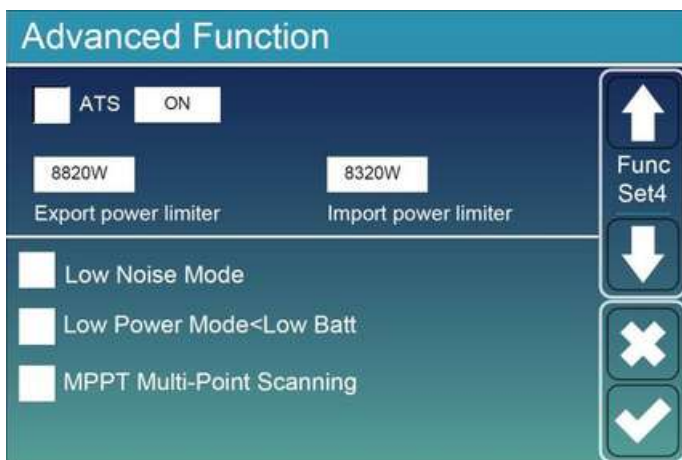 Advanced Function
ATS ON
8820W 8320W
Export power limiter Import power limiter
Func
Set4
Low Noise Mode
Low Power Mode<Low Batt
MPPT Multi-Point Scanning